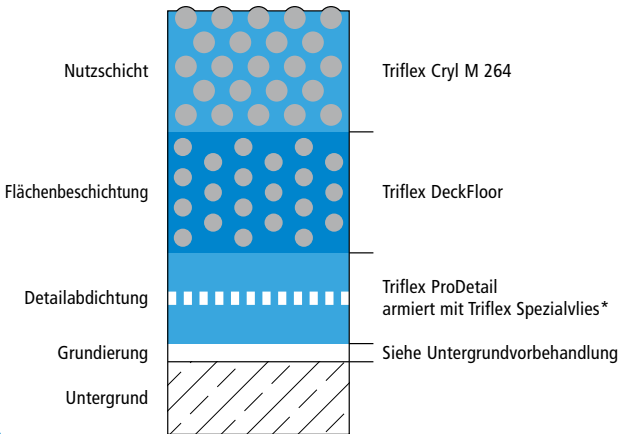 Nutzschicht Triflex Cryl M 264
Flächenbeschichtung Triflex DeckFloor
Detailabdichtung Triflex ProDetail
armiert mit Triflex Spezialvlies*
Grundierung Siehe Untergrundvorbehandlung
Untergrund